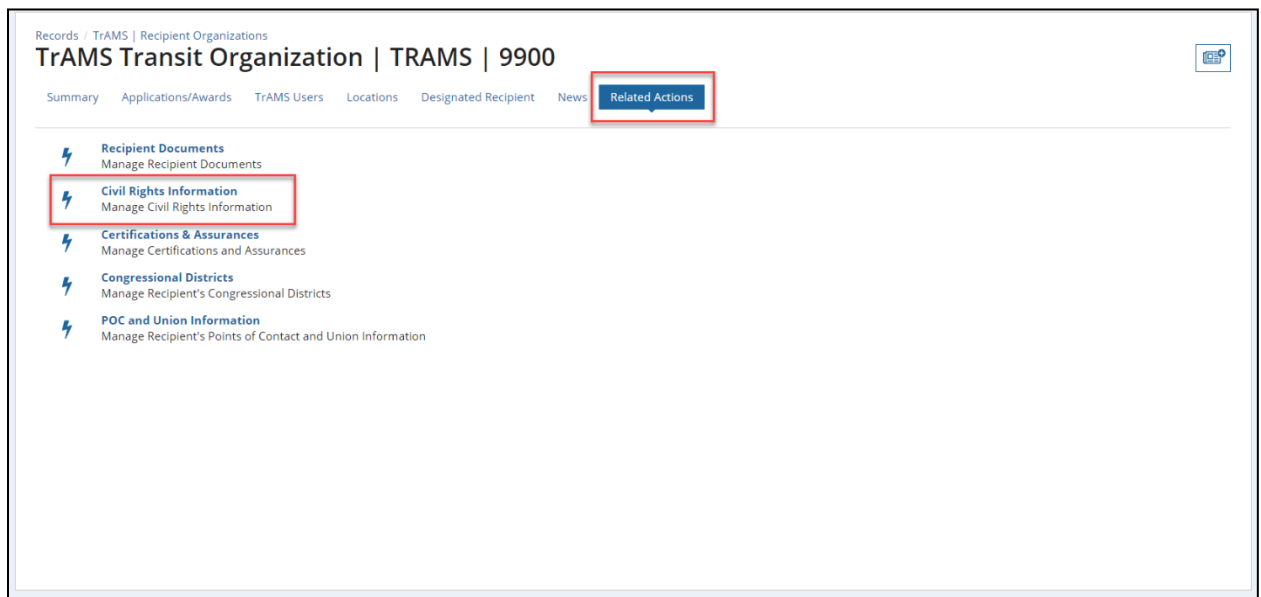 Records / TrAMS | Recipient Organizations
TrAMS Transit Organization | TRAMS | 9900
Summary Applications/Awards TrAMS Users Locations Designated Recipient News Related Actions
Recipient Documents
Manage Recipient Documents
Civil Rights Information
Manage Civil Rights Information
Certifications & Assurances
Manage Certifications and Assurances
Congressional Districts
Manage Recipient's Congressional Districts
POC and Union Information
Manage Recipient's Points of Contact and Union Information